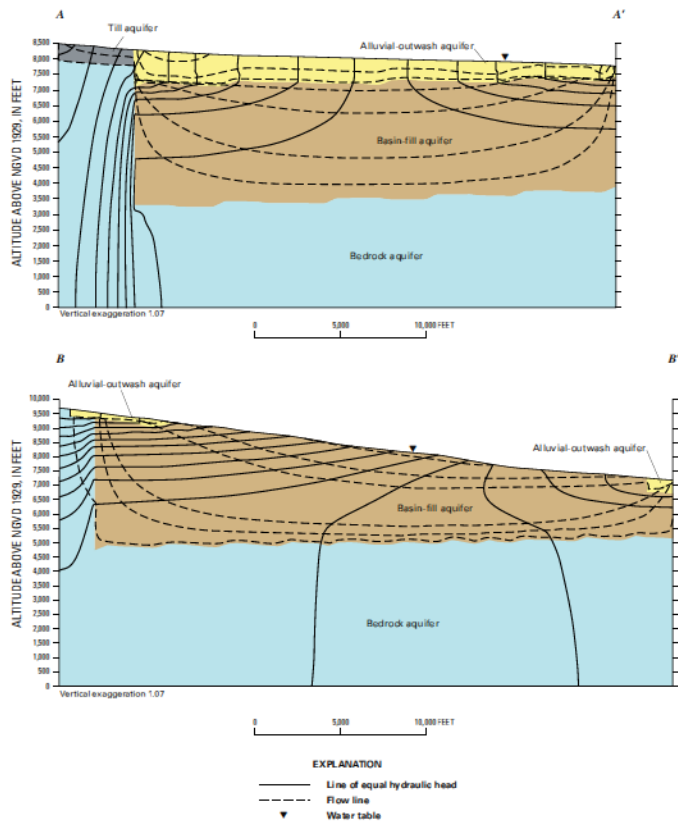 A A'
Till aquifer
Alluvial-outwash aquifer
ALTITUDE ABOVE NGVD 1929, IN FEET
8,500
8,000
7,500
7,000
6,500
6,000
5,500
5,000
4,500
4,000
3,500
3,000
2,500
2,000
1,500
1,000
500
0
Basin-fill aquifer
Bedrock aquifer
Vertical exaggeration 1.07
0 5,000 10,000 FEET
B B'
Alluvial-outwash aquifer
Alluvial-outwash aquifer
ALTITUDE ABOVE NGVD 1929, IN FEET
10,000
9,500
9,000
8,500
8,000
7,500
7,000
6,500
6,000
5,500
5,000
4,500
4,000
3,500
3,000
2,500
2,000
1,500
1,000
500
0
Basin-fill aquifer
Bedrock aquifer
Vertical exaggeration 1.07
0 5,000 10,000 FEET
EXPLANATION
Line of equal hydraulic head
Flow line
Water table